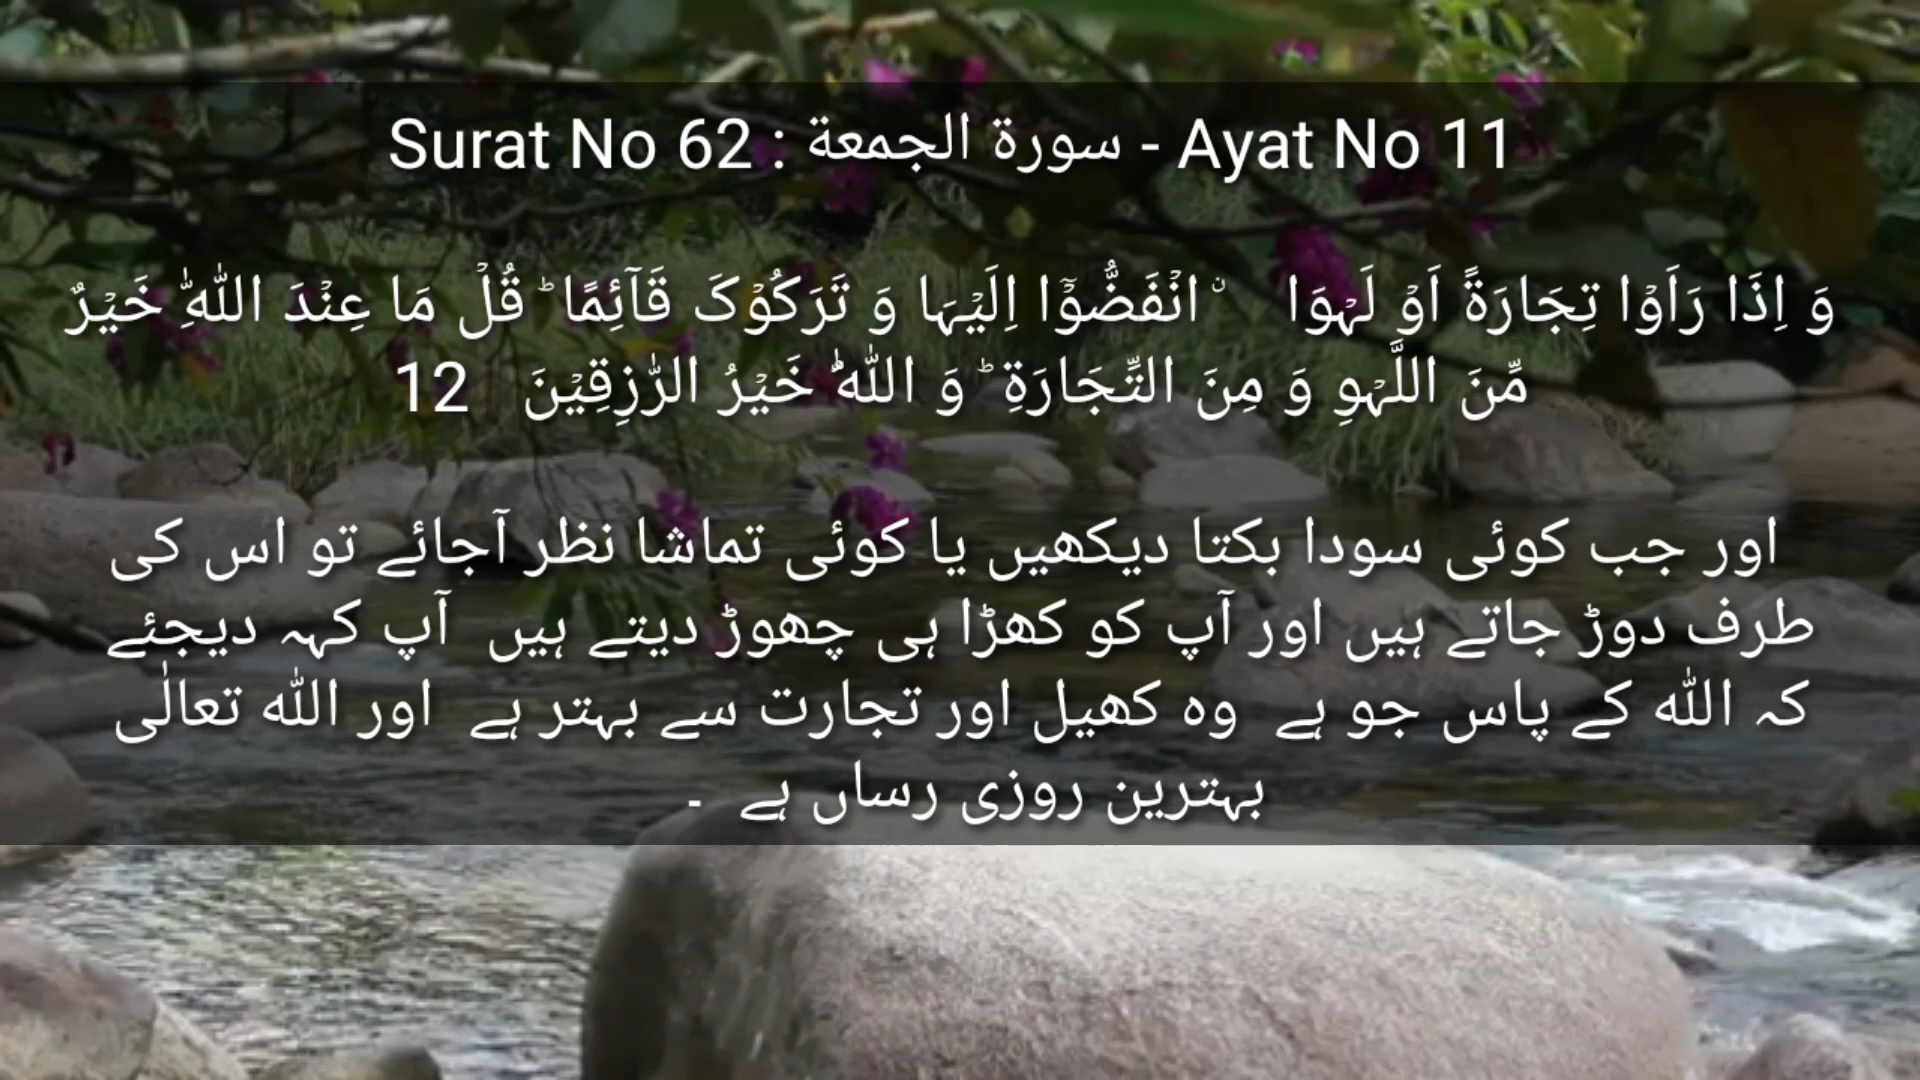 Surat No 62 : سورة الجمعة - Ayat No 11
وَ اِذَا رَاَوۡا تِجَارَۃً اَوۡ لَہۡوَۨا انۡفَضُّوۡۤا اِلَیۡہَا وَ تَرَکُوۡکَ قَآئِمًا ؕ قُلۡ مَا عِنۡدَ اللّٰہِ خَیۡرٌ
مِّنَ اللَّہۡوِ وَ مِنَ التِّجَارَۃِ ؕ وَ اللّٰہُ خَیۡرُ الرّٰزِقِیۡنَ 12
اور جب کوئی سودا بکتا دیکھیں یا کوئی تماشا نظر آجائے تو اس کی
طرف دوڑ جاتے ہیں اور آپ کو کھڑا ہی چھوڑ دیتے ہیں آپ کہہ دیجئے
کہ اللہ کے پاس جو ہے وہ کھیل اور تجارت سے بہتر ہے اور اللہ تعالٰی
بہترین روزی رساں ہے ۔